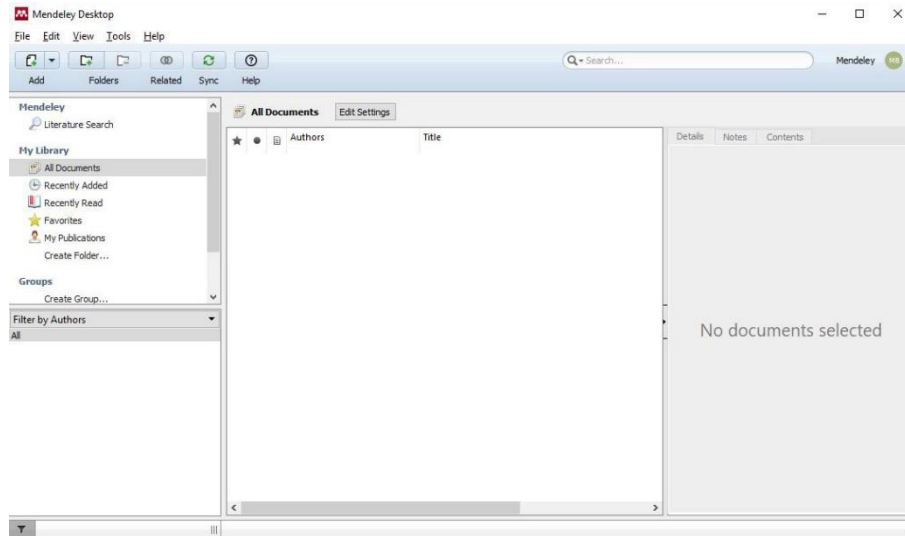 Mendeley Desktop
File Edit View Tools Help
Search...
Mendeley MB
Add Folders Related Sync Help
Mendeley
Literature Search
My Library
All Documents
Recently Added
Recently Read
Favorites
My Publications
Create Folder...
Groups
Create Group...
Filter by Authors
All
All Documents Edit Settings
Authors Title
Details Notes Contents
No documents selected